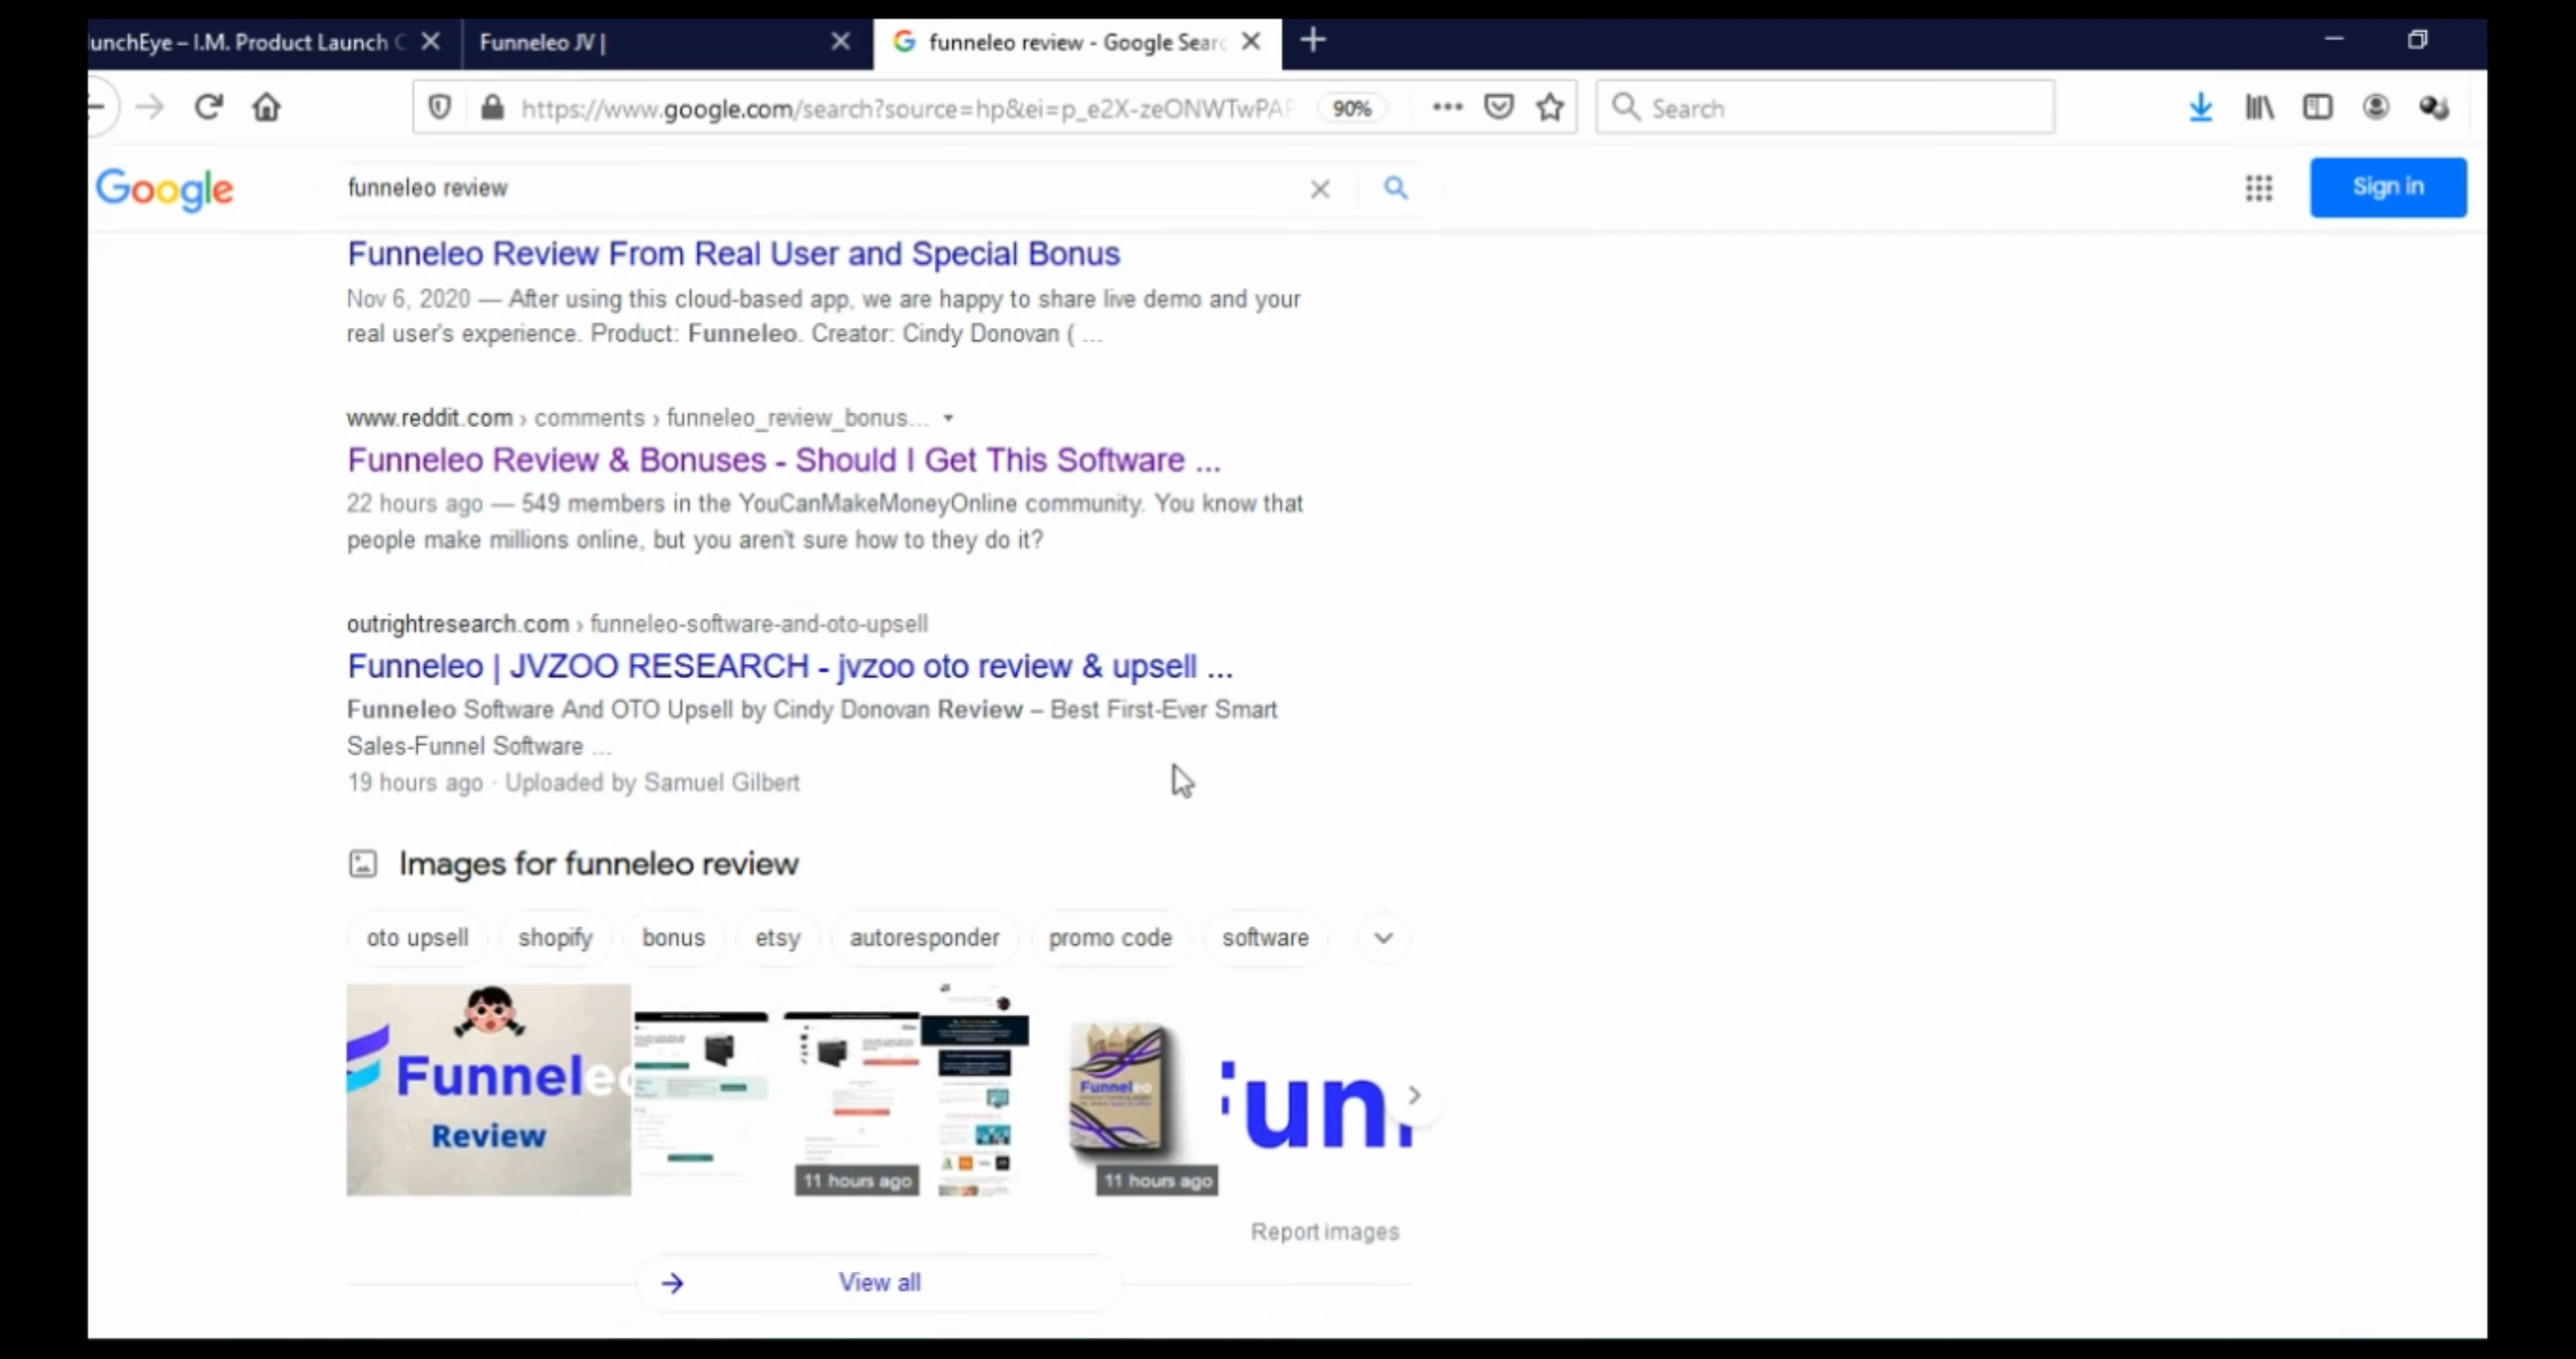 unchEye – I.M. Product Launch C
Funneleo JV |
funneleo review - Google Sear
https://www.google.com/search?source=hp&ei=p_e2X-zeONWTwPAP
90%
Search
Google
funneleo review
Sign in
Funneleo Review From Real User and Special Bonus
Nov 6, 2020 — After using this cloud-based app, we are happy to share live demo and your
real user's experience. Product: Funneleo. Creator: Cindy Donovan ( ...
www.reddit.com › comments › funneleo_review_bonus...
Funneleo Review & Bonuses - Should I Get This Software ...
22 hours ago — 549 members in the YouCanMakeMoneyOnline community. You know that
people make millions online, but you aren't sure how to they do it?
outrightresearch.com › funneleo-software-and-oto-upsell
Funneleo | JVZOO RESEARCH - jvzoo oto review & upsell ...
Funneleo Software And OTO Upsell by Cindy Donovan Review – Best First-Ever Smart
Sales-Funnel Software ...
19 hours ago · Uploaded by Samuel Gilbert
Images for funneleo review
oto upsell
shopify
bonus
etsy
autoresponder
promo code
software
Funneleo
Review
11 hours ago
Funneleo
11 hours ago
Fun
Report images
View all